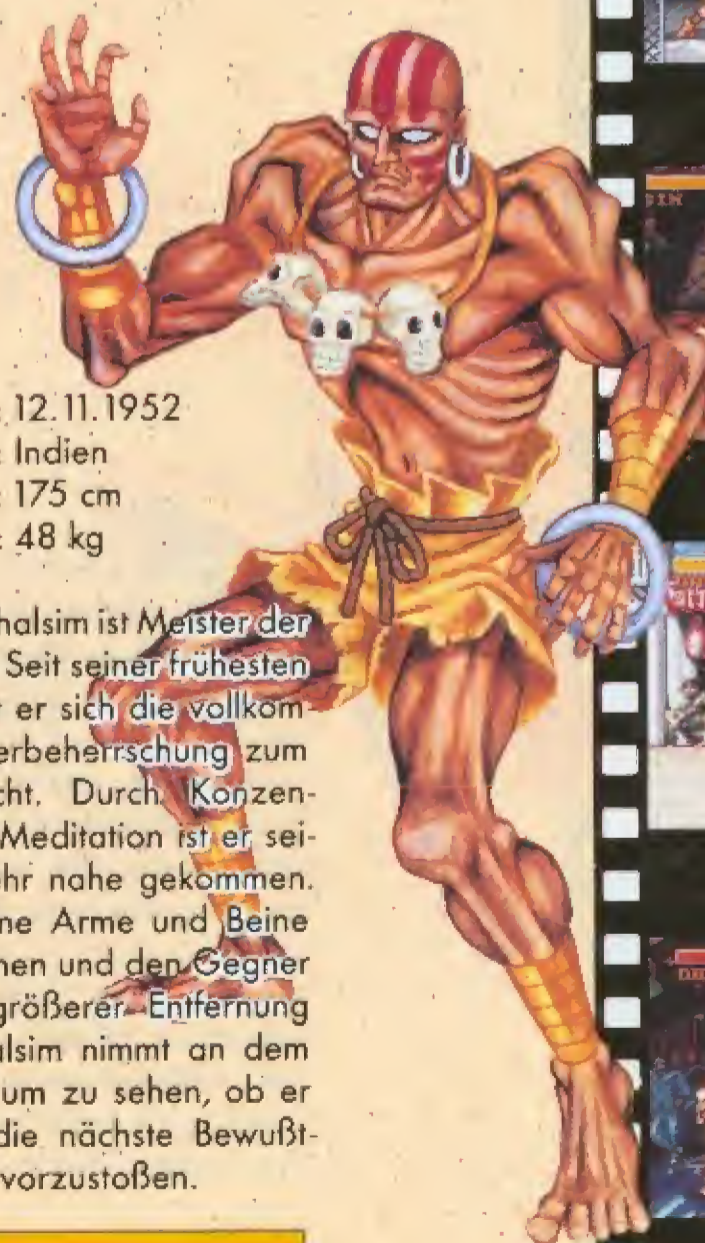 : 12.11.1952
: Indien
: 175 cm
: 48 kg
halsim ist Meister der
Seit seiner frühesten
er sich die vollkom-
erbeherrschung zum
cht. Durch Konzen-
Meditation ist er sei-
hr nahe gekommen.
ne Arme und Beine
nen und den Gegner
größerer Entfernung
alsim nimmt an dem
um zu sehen, ob er
die nächste Bewußt-
vorzustoßen.